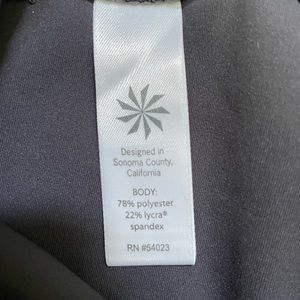 Designed in
Sonoma County,
California
BODY:
78% polyester
22% lycra®
spandex
RN #54023